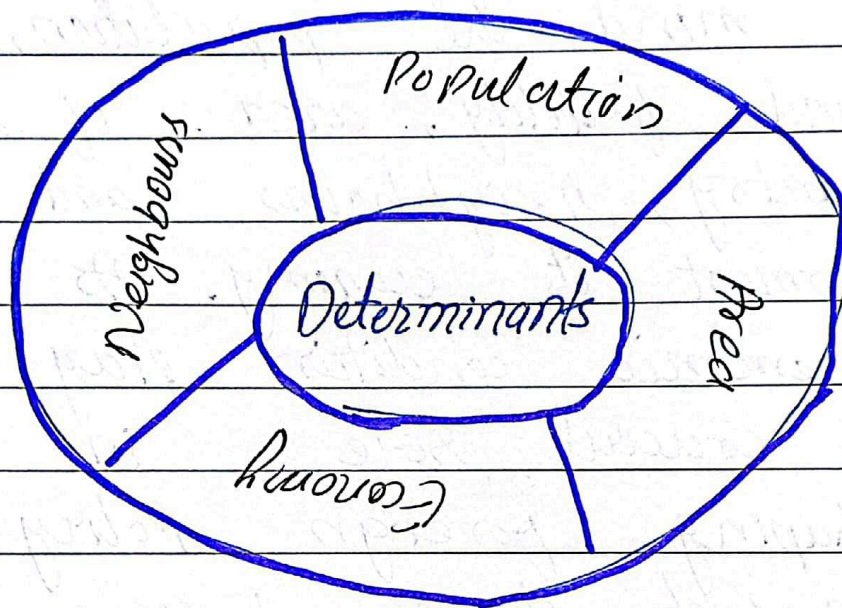 Population
Neighbours
Determinants
Area
Economy